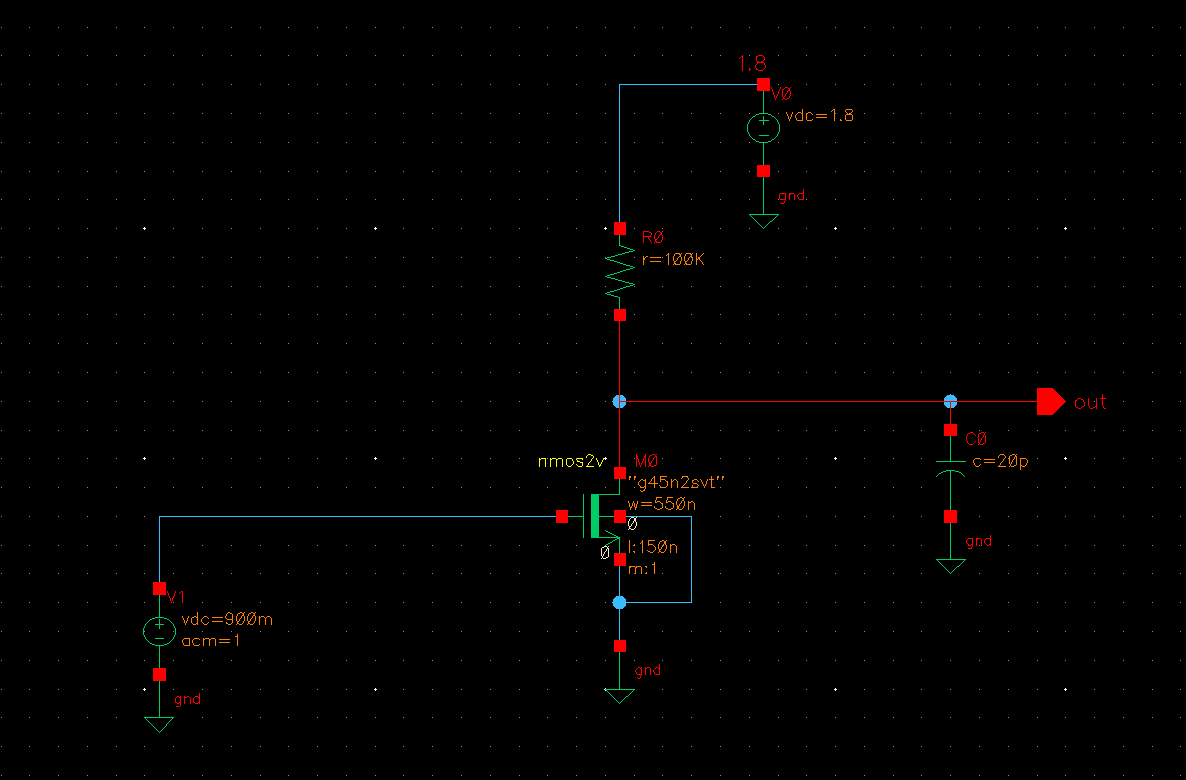 1.8
V0
vdc=1.8
gnd
R0
r=100K
out
C0
c=20p
gnd
nmos2v
M0
"g45n2svt"
w=550n
0
0
l:150n
m:1
gnd
V1
vdc=900m
acm=1
gnd